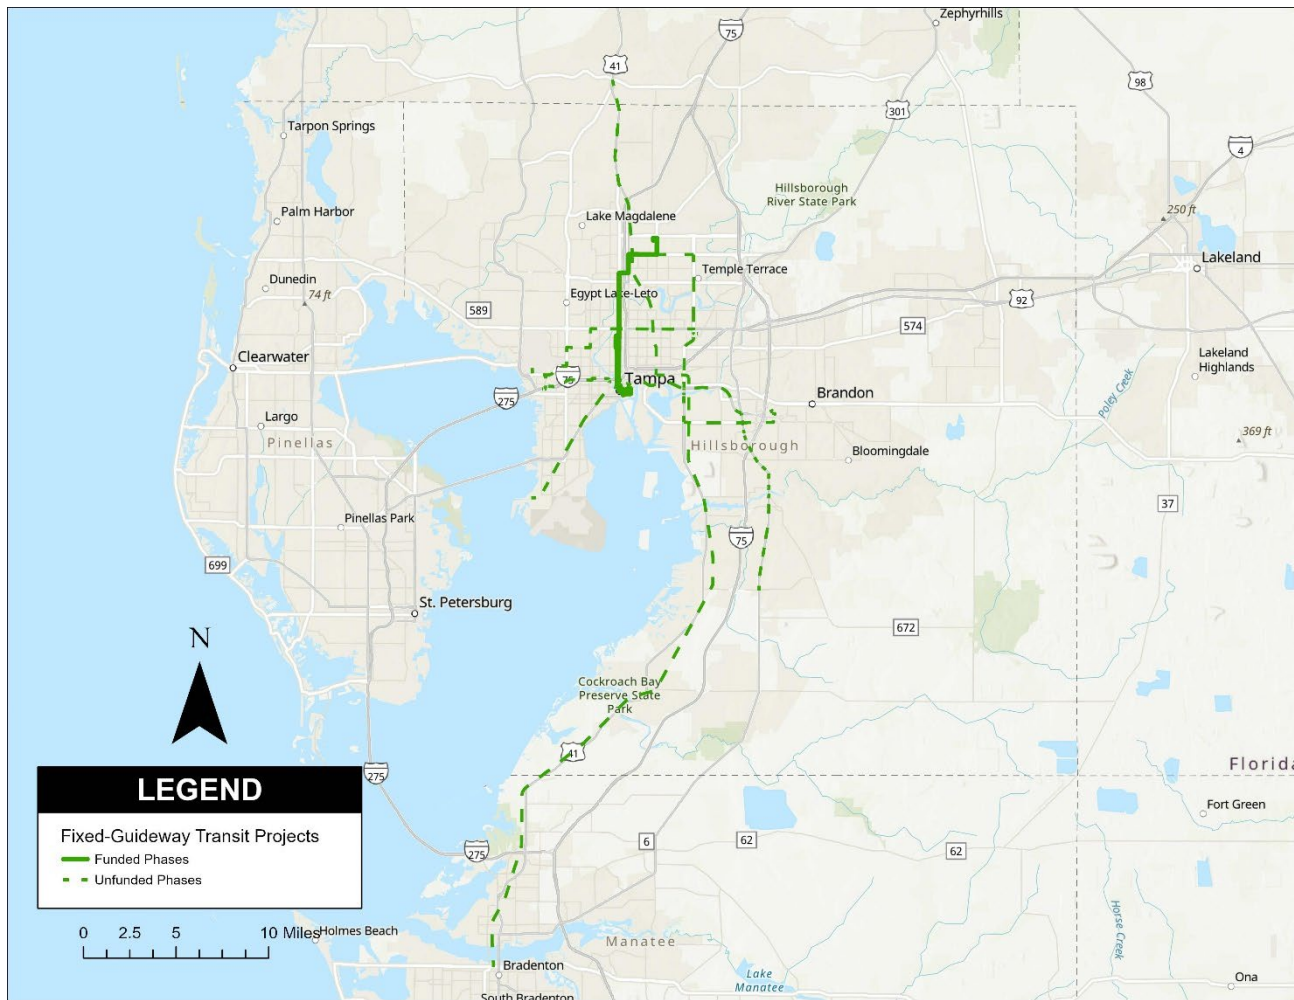 Zephyrhills
75
41
98
301
Tarpon Springs
4
Hillsborough
River State Park
Palm Harbor
Lake Magdalene
250 ft
Lakeland
Temple Terrace
Dunedin
74 ft
Egypt Lake-Leto
92
589
574
Clearwater
Lakeland
Highlands
75
Tampa
275
Brandon
Poley Creek
Largo
Pinellas
Hillsborough
369 ft
Bloomingdale
37
Pinellas Park
75
699
St. Petersburg
672
N
Cockroach Bay
Preserve State
Park
41
Florida
275
LEGEND
Fixed-Guideway Transit Projects
Funded Phases
Unfunded Phases
Fort Green
6
62
62
275
0 2.5 5 10 Miles
Holmes Beach
Manatee
Horse Creek
Bradenton
Lake
Manatee
Ona
South Bradenton